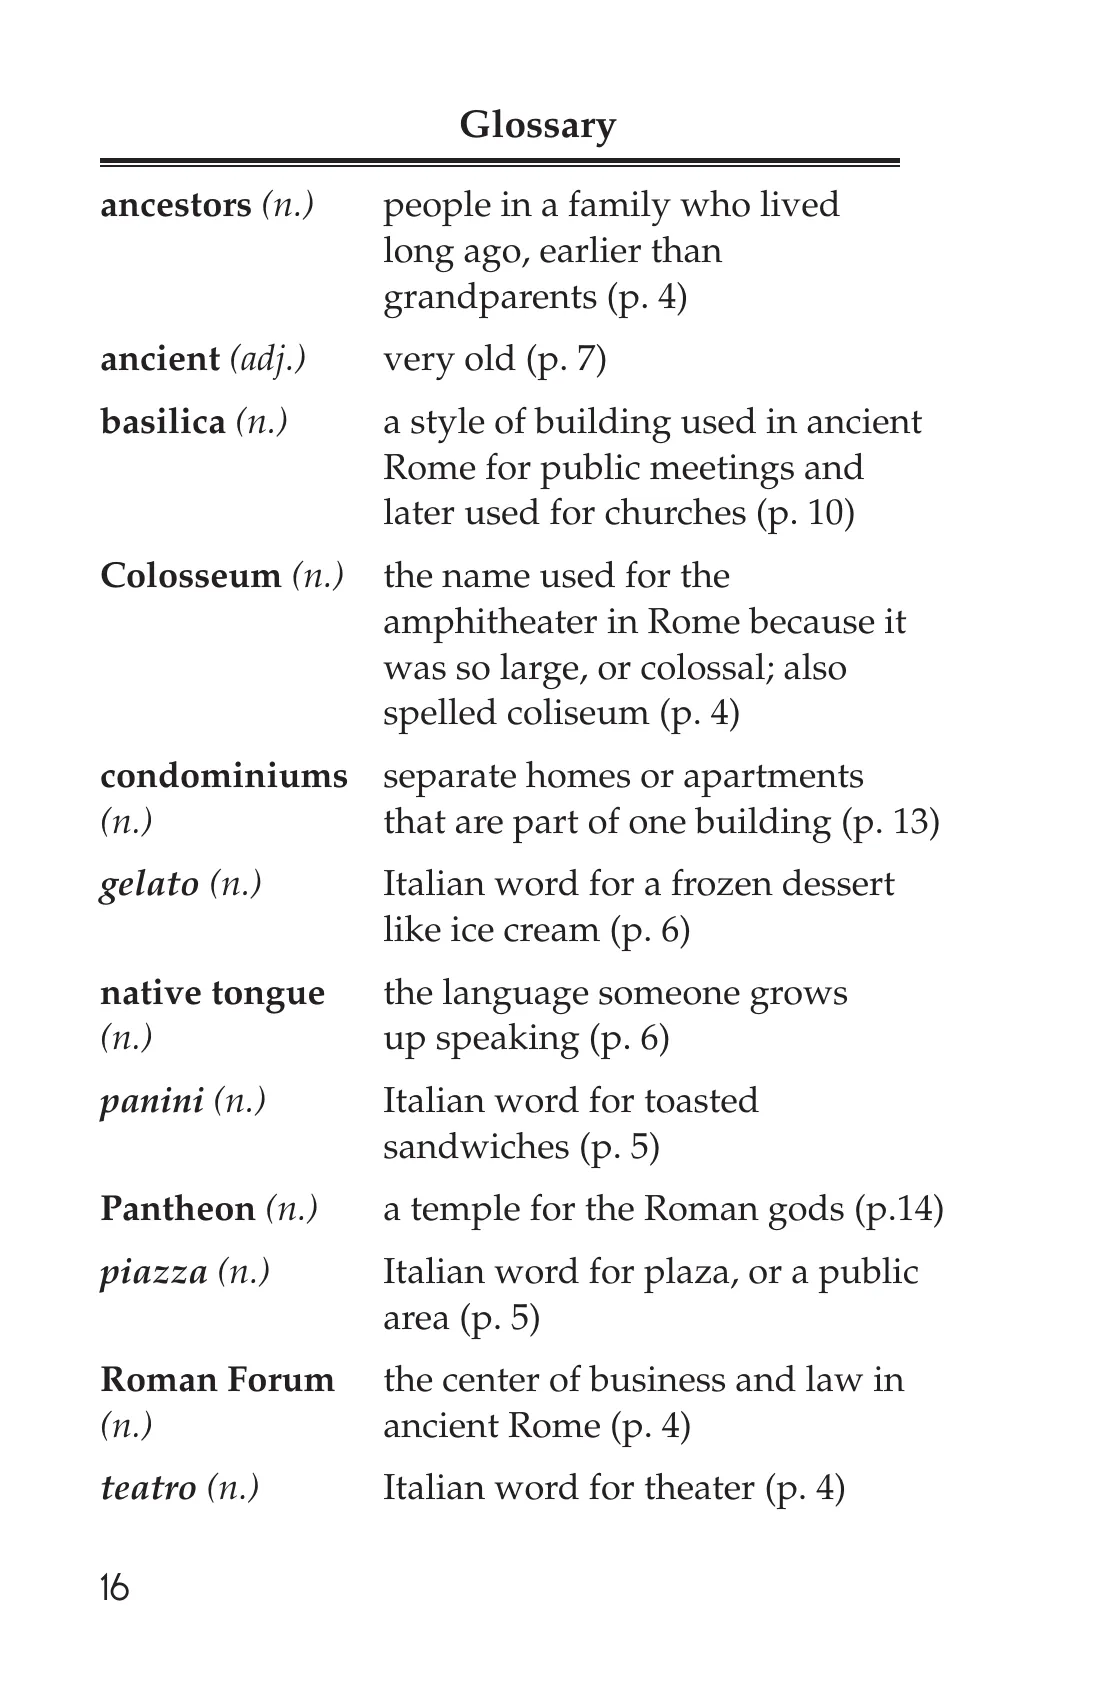 Glossary
ancestors (n.) people in a family who lived
long ago, earlier than
grandparents (p. 4)
ancient (adj.) very old (p. 7)
basilica (n.) a style of building used in ancient
Rome for public meetings and
later used for churches (p. 10)
Colosseum (n.) the name used for the
amphitheater in Rome because it
was so large, or colossal; also
spelled coliseum (p. 4)
condominiums separate homes or apartments
(n.) that are part of one building (p. 13)
gelato (n.) Italian word for a frozen dessert
like ice cream (p. 6)
native tongue the language someone grows
(n.) up speaking (p. 6)
panini (n.) Italian word for toasted
sandwiches (p. 5)
Pantheon (n.) a temple for the Roman gods (p.14)
piazza (n.) Italian word for plaza, or a public
area (p. 5)
Roman Forum the center of business and law in
(n.) ancient Rome (p. 4)
teatro (n.) Italian word for theater (p. 4)
16